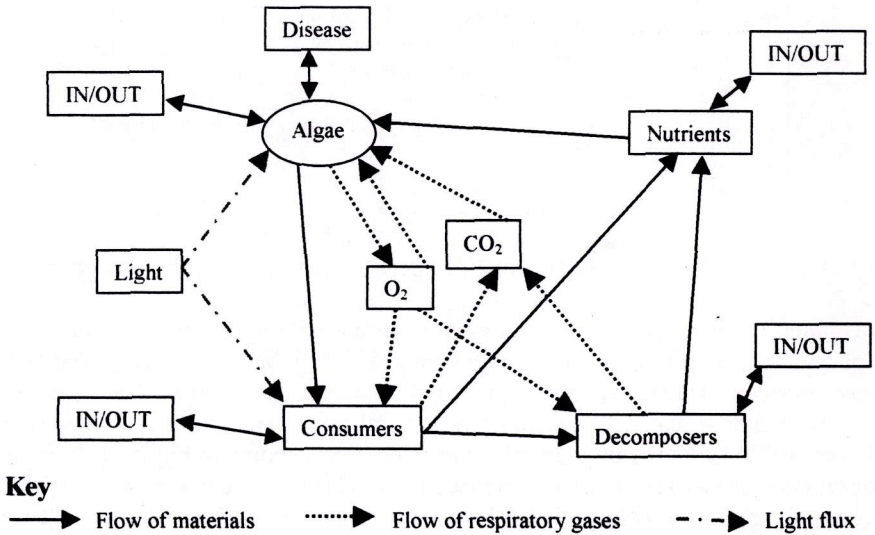 Disease
IN/OUT
IN/OUT
Algae
Nutrients
CO₂
Light
O₂
IN/OUT
IN/OUT
Consumers
Decomposers
Key
Flow of materials
Flow of respiratory gases
Light flux